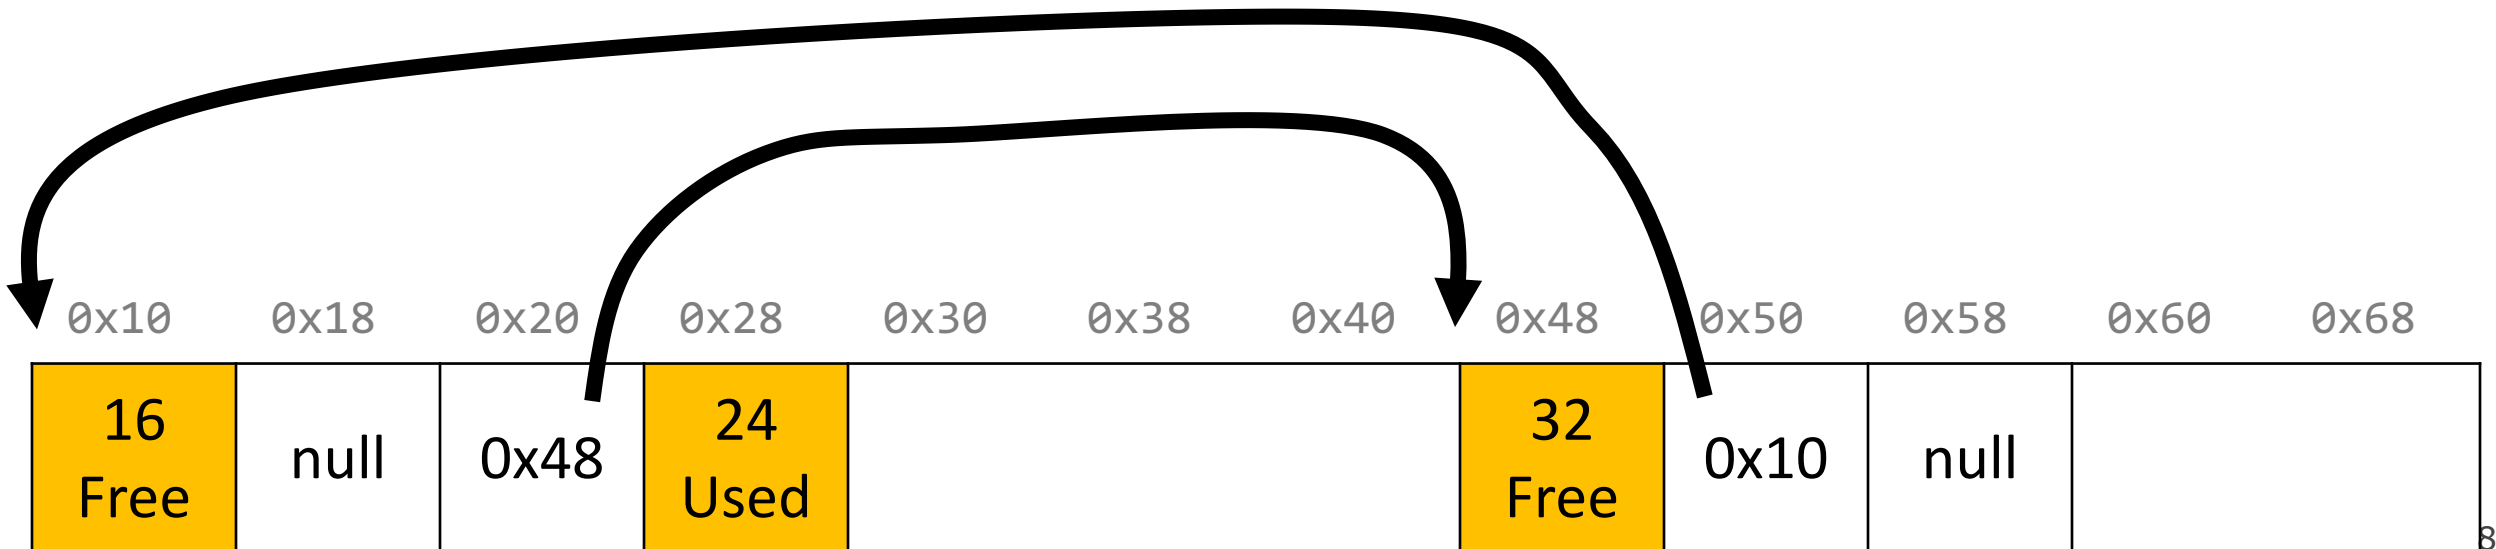 0x10 0x18 0x20 0x28 0x30 0x38 0x40 0x48 0x50 0x58 0x60 0x68
16 24 32
null 0x48 0x10 null
Free Used Free
8